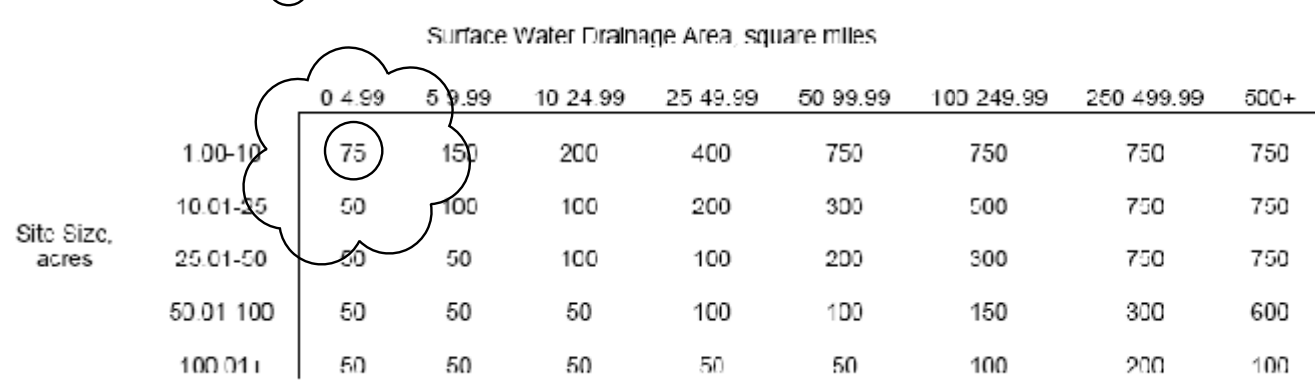 Surface Water Drainage Area, square miles
0-4.99 5-9.99 10-24.99 25-49.99 50-99.99 100-249.99 250-499.99 500+
1.00-10 75 150 200 400 750 750 750 750
10.01-25 50 100 100 200 300 500 750 750
Site Size,
acres
25.01-50 50 50 100 100 200 300 750 750
50.01-100 50 50 50 100 100 150 300 600
100.01+ 50 50 50 50 50 100 200 100